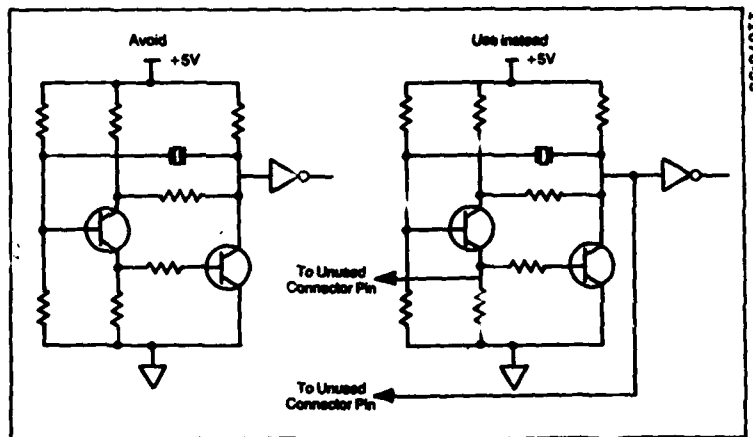 Avoid
+5V
Use instead
+5V
To Unused
Connector Pin
To Unused
Connector Pin